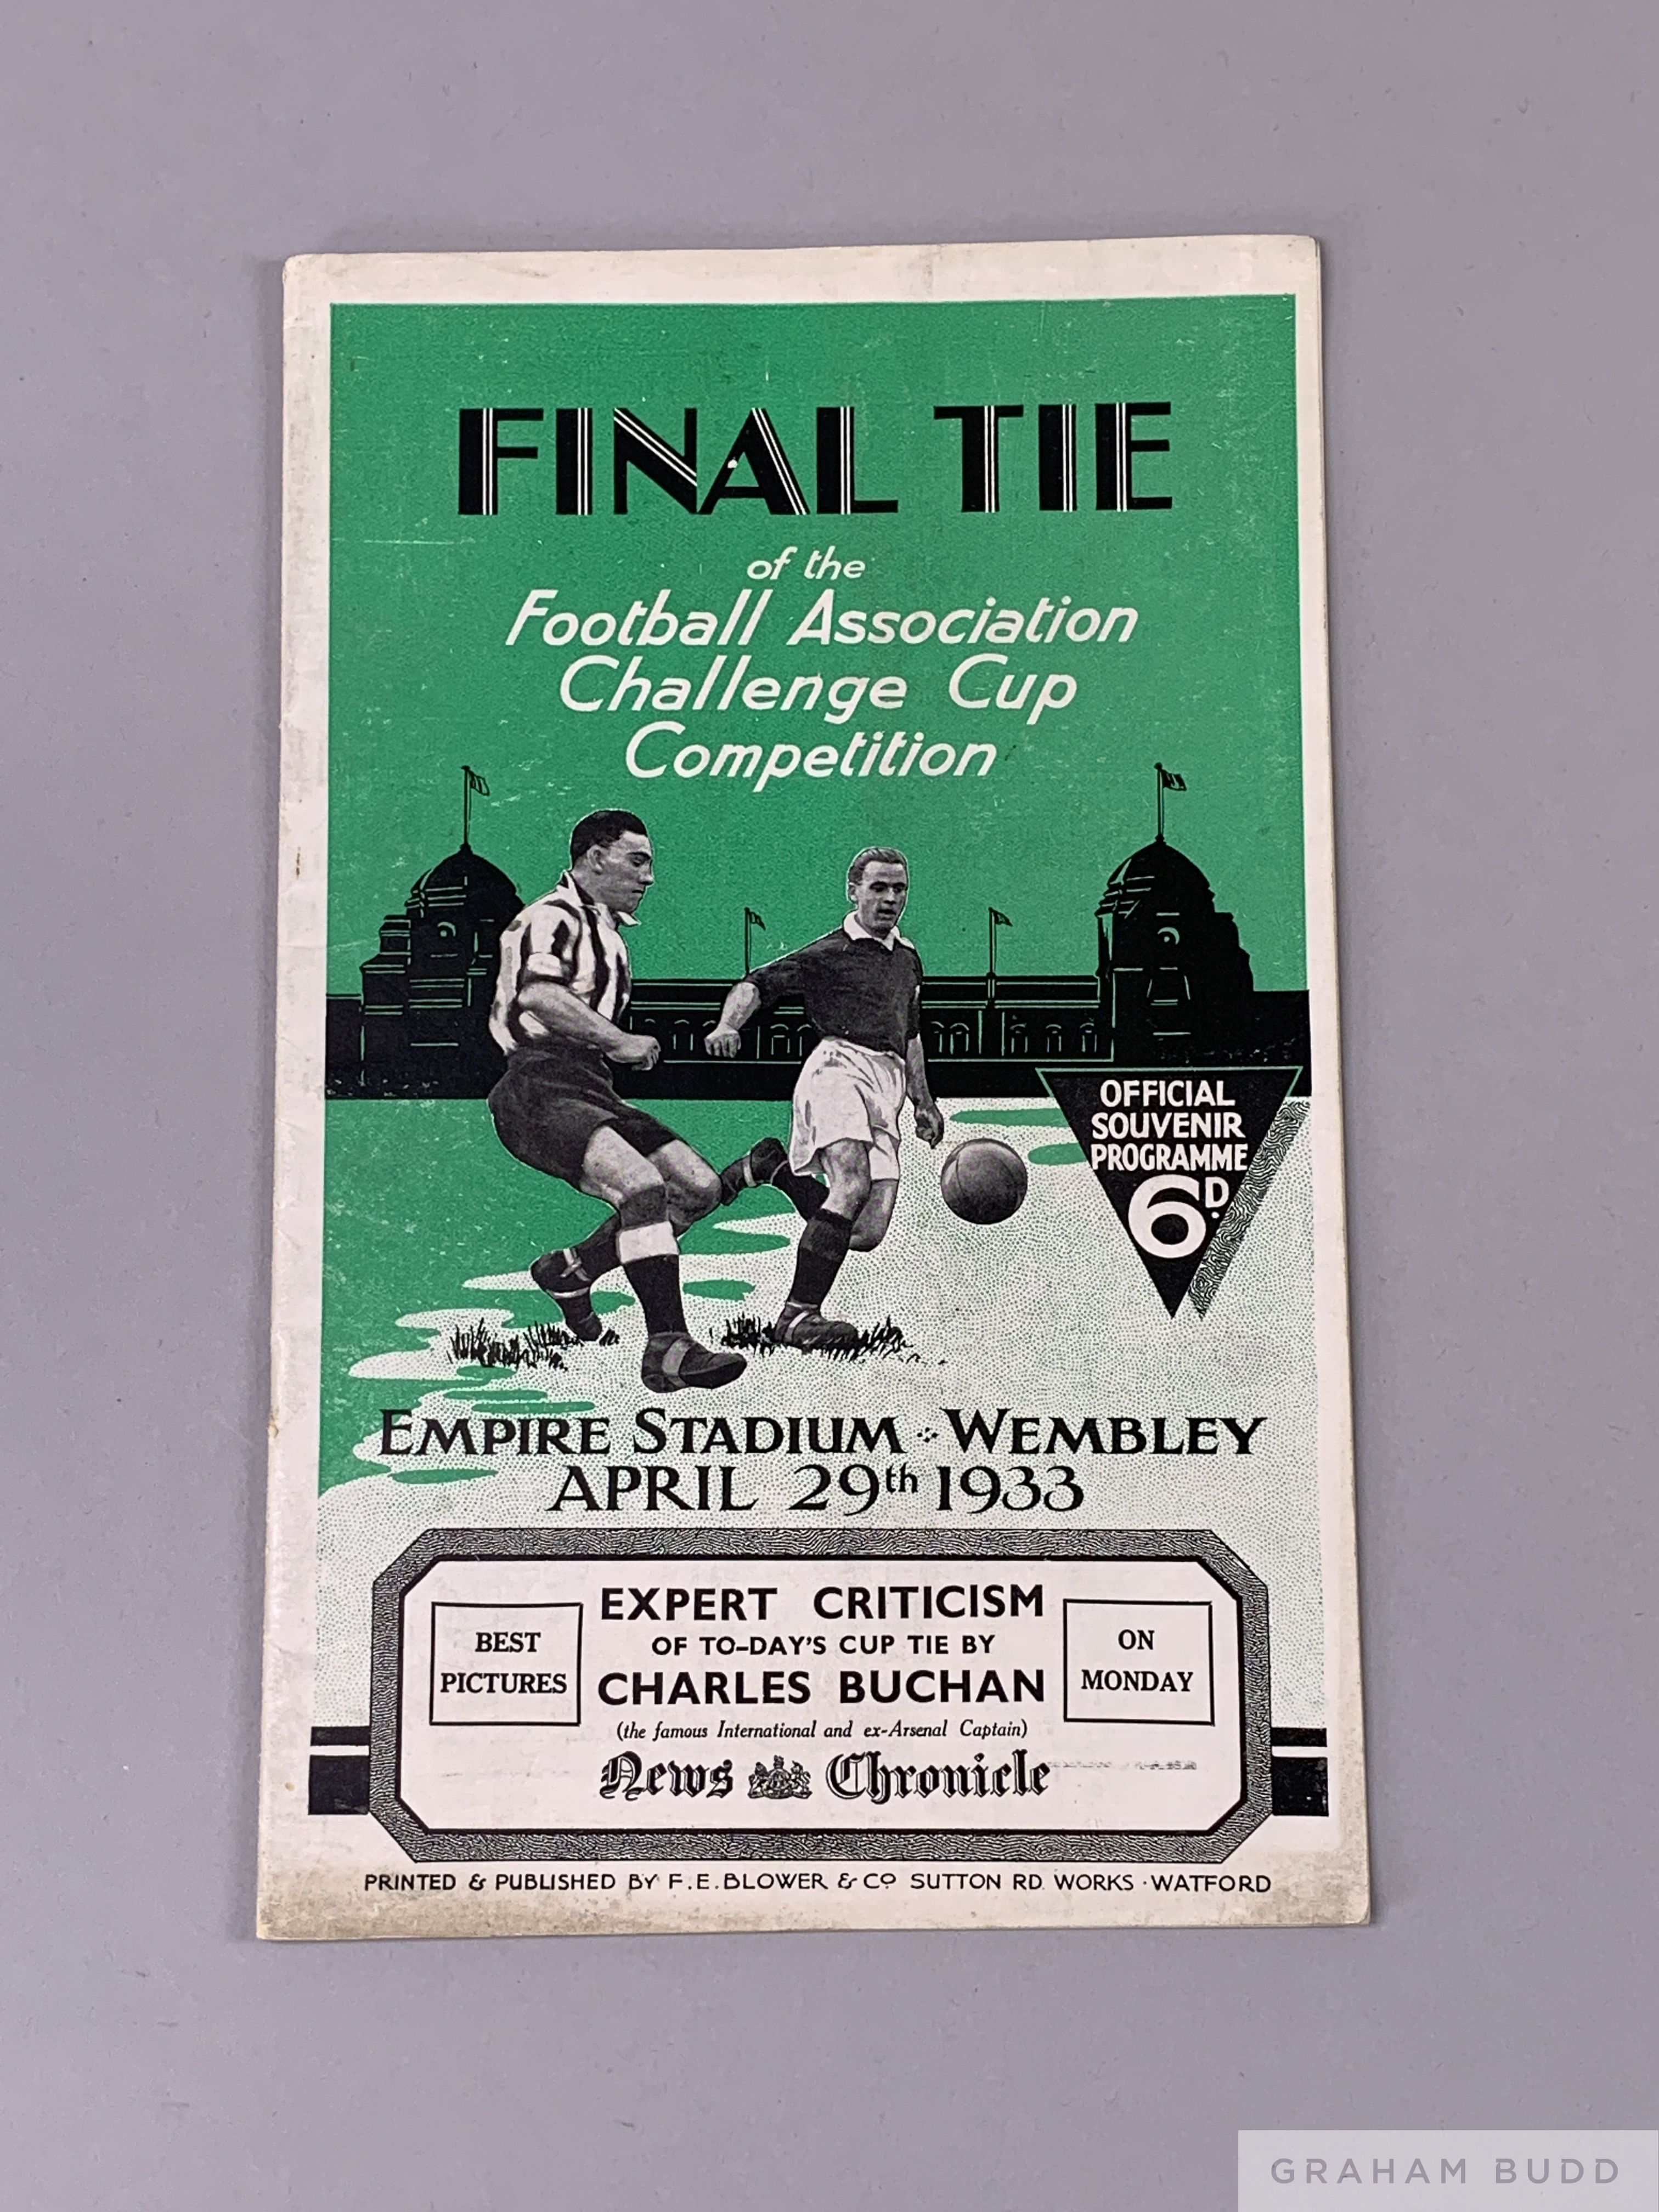 FINAL TIE
of the
Football Association
Challenge Cup
Competition
OFFICIAL
SOUVENIR
PROGRAMME
6D.
EMPIRE STADIUM · WEMBLEY
APRIL 29th 1933
BEST
PICTURES
EXPERT CRITICISM
OF TO-DAY'S CUP TIE BY
CHARLES BUCHAN
(the famous International and ex-Arsenal Captain)
News Chronicle
ON
MONDAY
PRINTED & PUBLISHED BY F.E.BLOWER & Co SUTTON RD. WORKS · WATFORD
GRAHAM BUDD